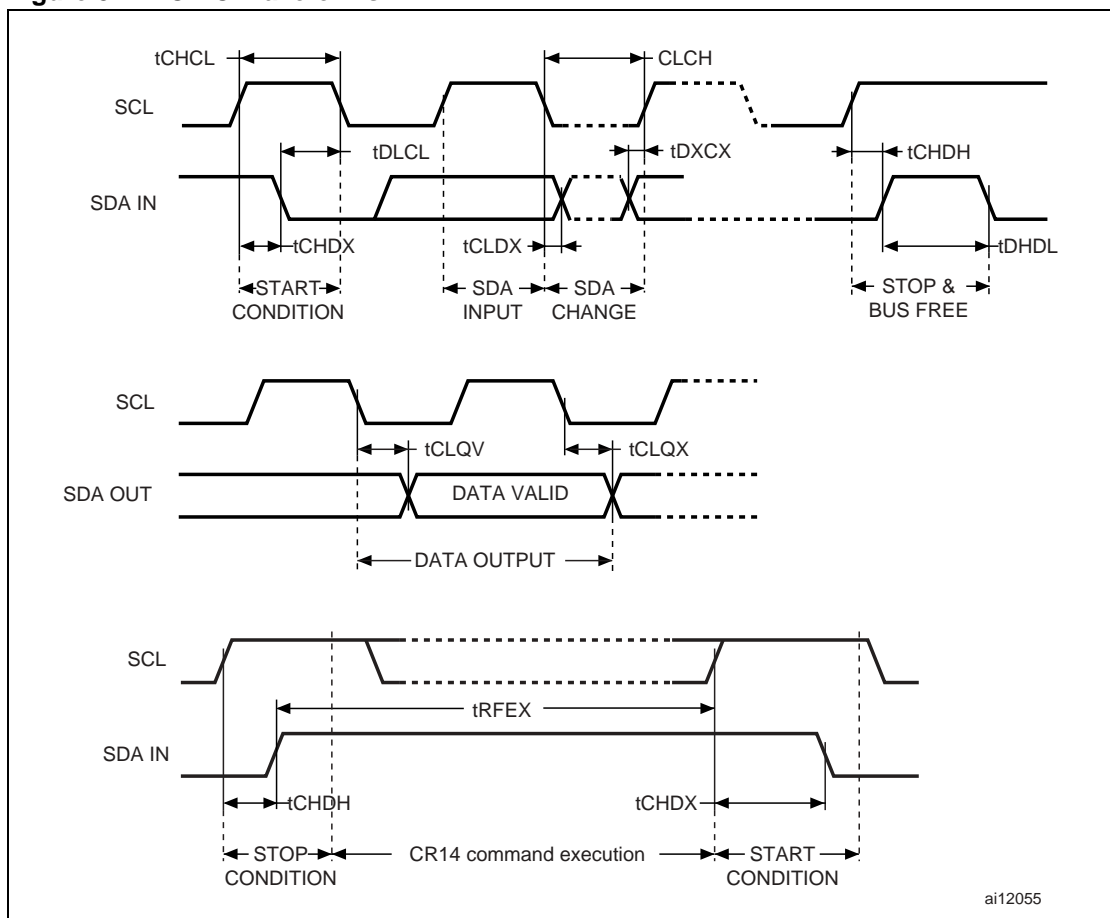 tCHCL
CLCH
SCL
tDLCL
tDXCX
tCHDH
SDA IN
tCHDX
tCLDX
tDHDL
START
CONDITION
SDA
INPUT
SDA
CHANGE
STOP &
BUS FREE
SCL
tCLQV
tCLQX
SDA OUT
DATA VALID
DATA OUTPUT
SCL
tRFEX
SDA IN
tCHDH
tCHDX
STOP
CONDITION
CR14 command execution
START
CONDITION
ai12055